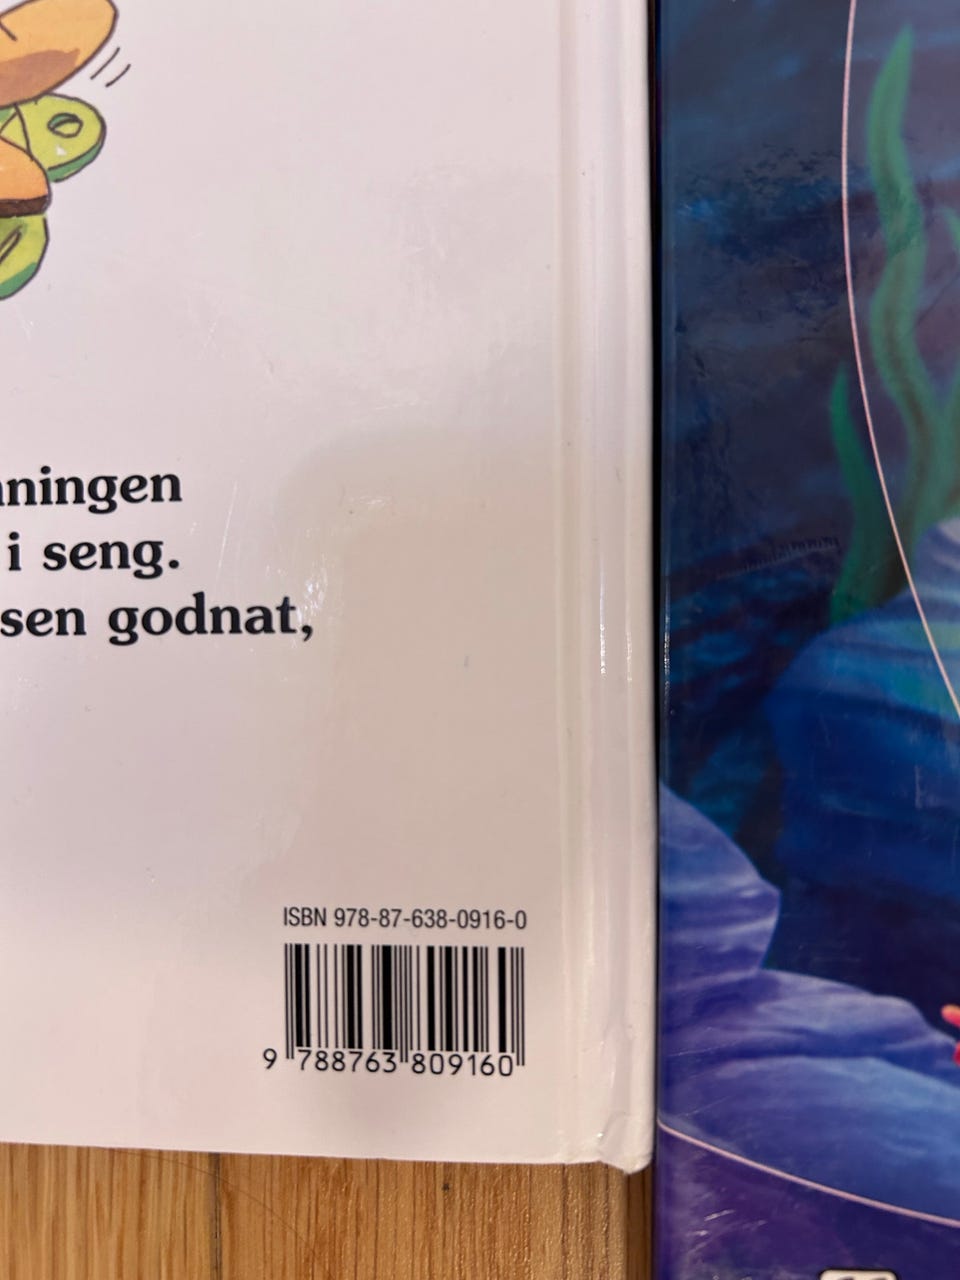 ningen
i seng.
sen godnat,
ISBN 978-87-638-0916-0
9 788763 809160